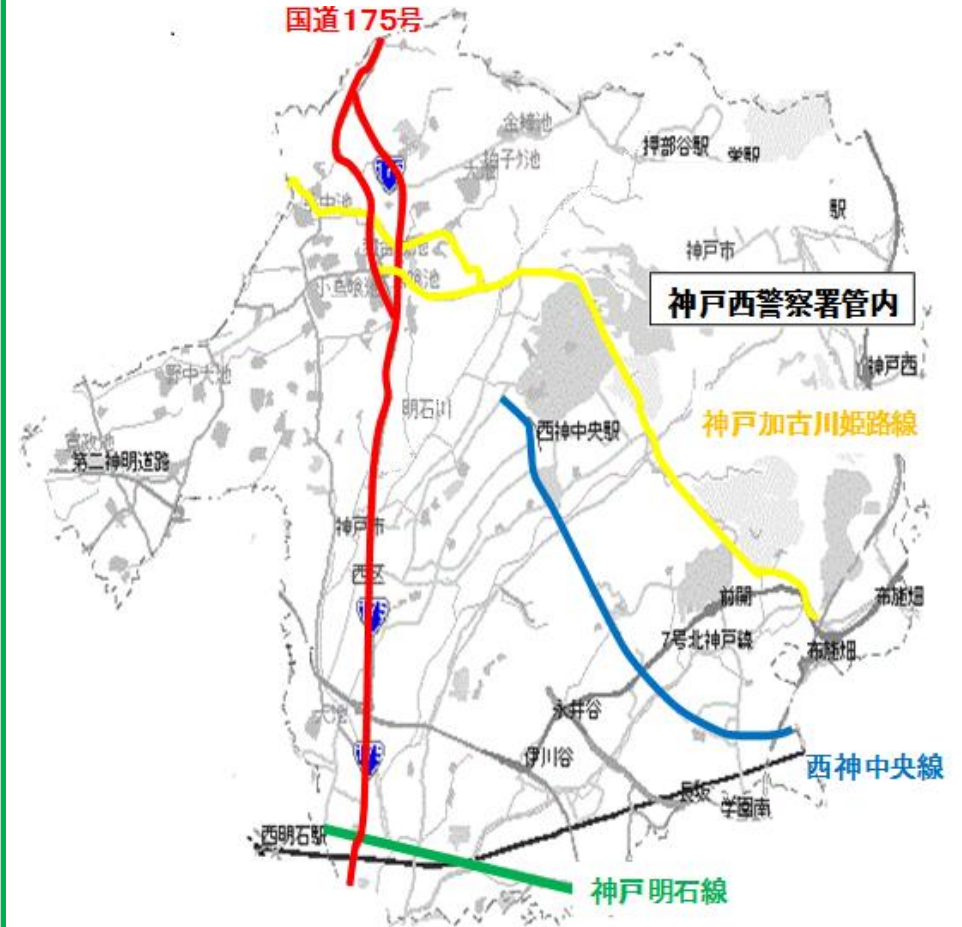 国道175号
金棒池
押部谷駅
栄駅
駅
神戸市
神戸西警察署管内
神戸西
野中大池
明石川
西神中央駅
神戸加古川姫路線
第二神明道路
神戸市
西区
前開
布施畑
7号北神戸線
布施畑
永井谷
大池
伊川谷
西神中央線
長坂
学園南
西明石駅
神戸明石線